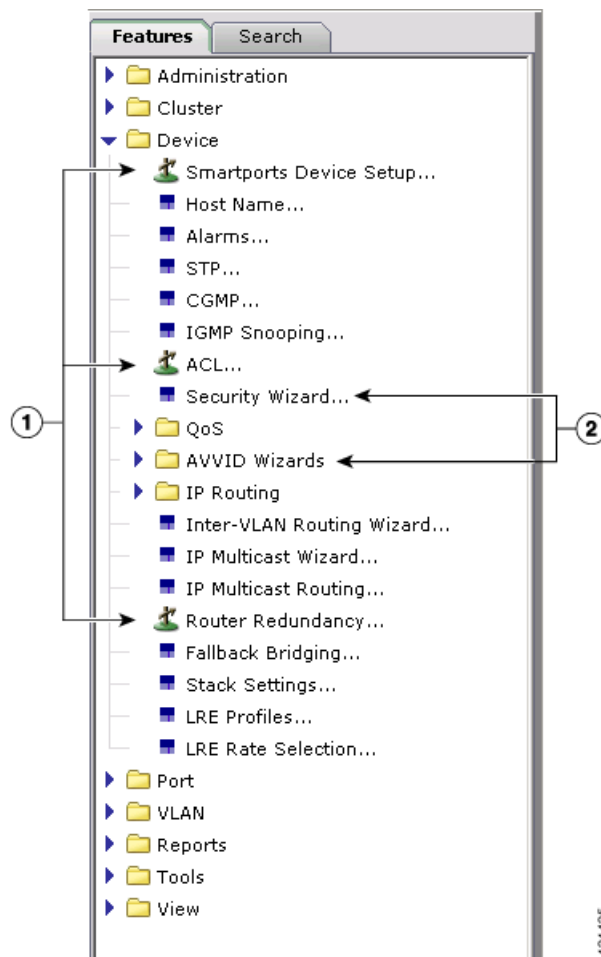 Features Search
Administration
Cluster
Device
Smartports Device Setup...
Host Name...
Alarms...
STP...
CGMP...
IGMP Snooping...
ACL...
Security Wizard...
1
QoS
2
AVVID Wizards
IP Routing
Inter-VLAN Routing Wizard...
IP Multicast Wizard...
IP Multicast Routing...
Router Redundancy...
Fallback Bridging...
Stack Settings...
LRE Profiles...
LRE Rate Selection...
Port
VLAN
Reports
Tools
View